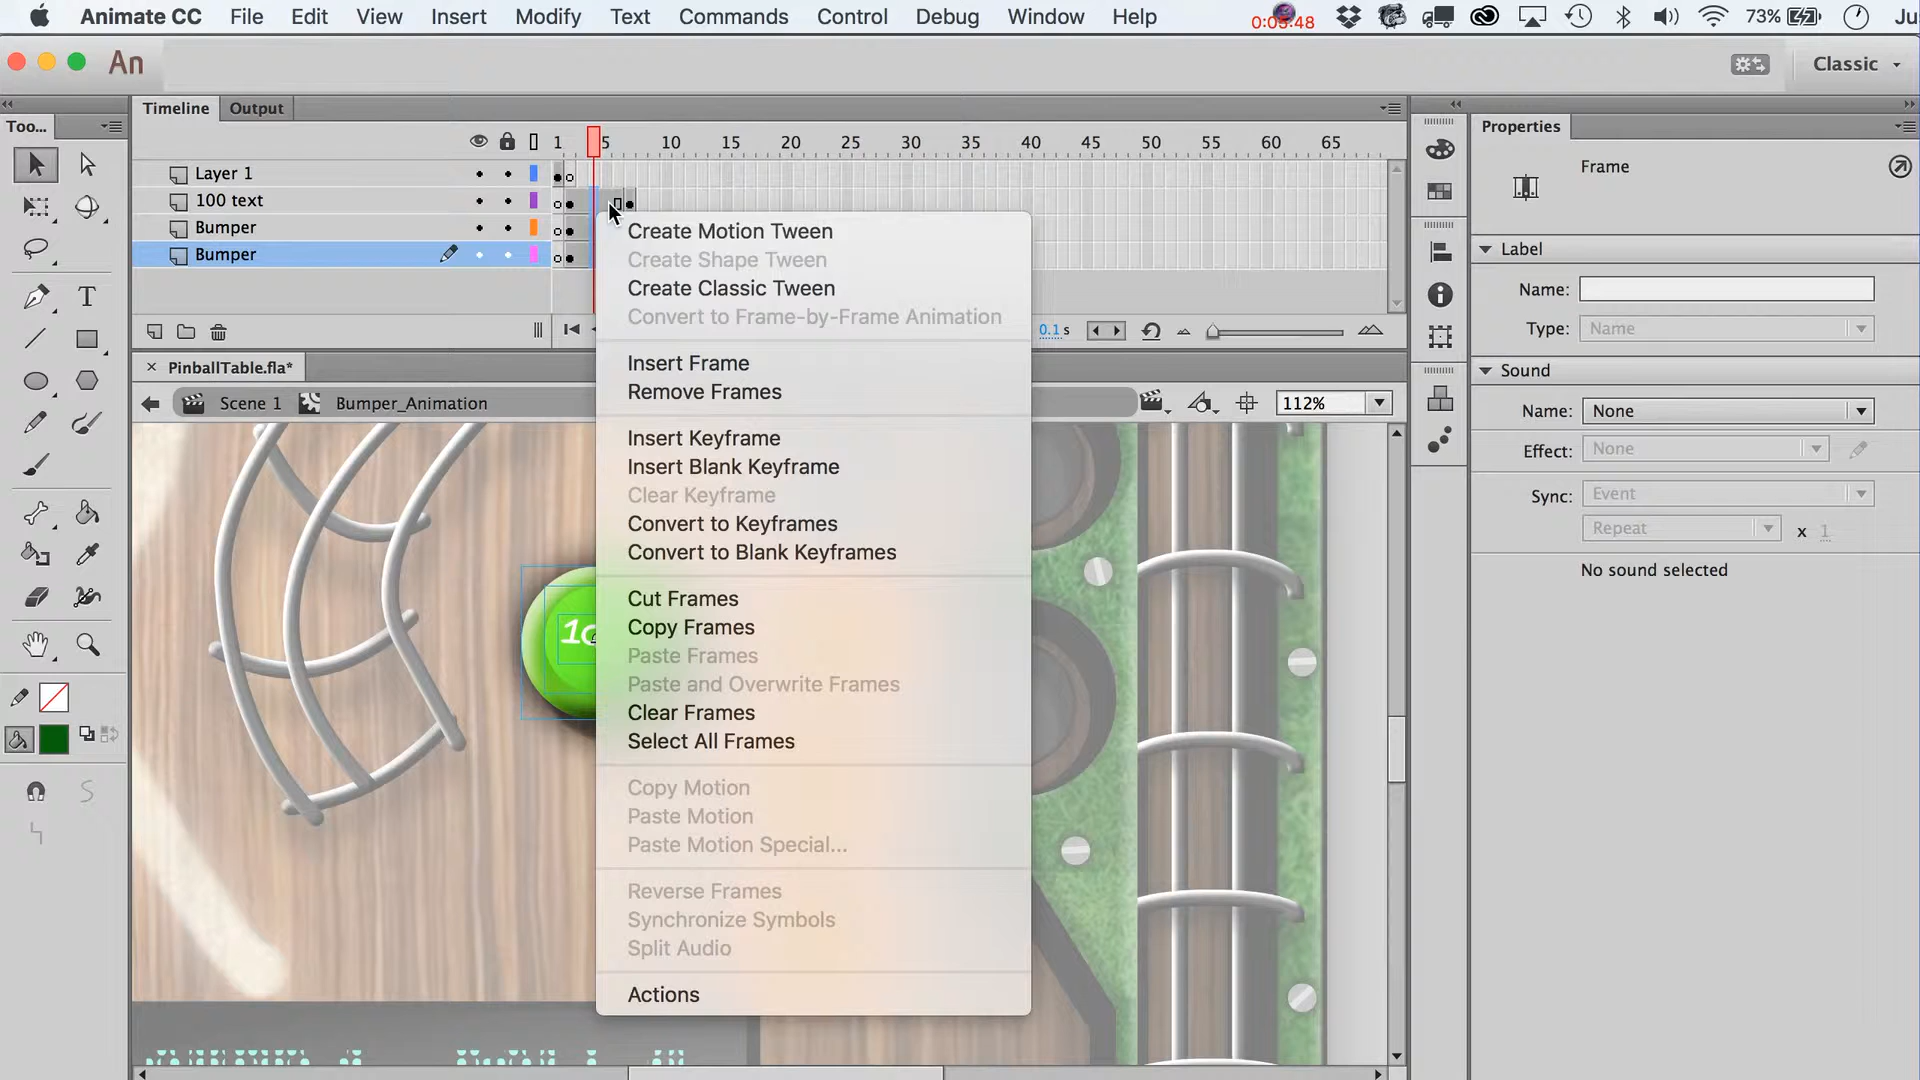 Animate CC File Edit View Insert Modify Text Commands Control Debug Window Help 0:05:48 73% Ju
An Classic
Timeline Output
Too...
1 5 10 15 20 25 30 35 40 45 50 55 60 65
Layer 1
100 text
Bumper
Bumper
0.1 s
PinballTable.fla*
Scene 1 Bumper_Animation 112%
Create Motion Tween
Create Shape Tween
Create Classic Tween
Convert to Frame-by-Frame Animation
Insert Frame
Remove Frames
Insert Keyframe
Insert Blank Keyframe
Clear Keyframe
Convert to Keyframes
Convert to Blank Keyframes
Cut Frames
Copy Frames
Paste Frames
Paste and Overwrite Frames
Clear Frames
Select All Frames
Copy Motion
Paste Motion
Paste Motion Special...
Reverse Frames
Synchronize Symbols
Split Audio
Actions
Properties
Frame
Label
Name:
Type: Name
Sound
Name: None
Effect: None
Sync: Event
Repeat x 1
No sound selected